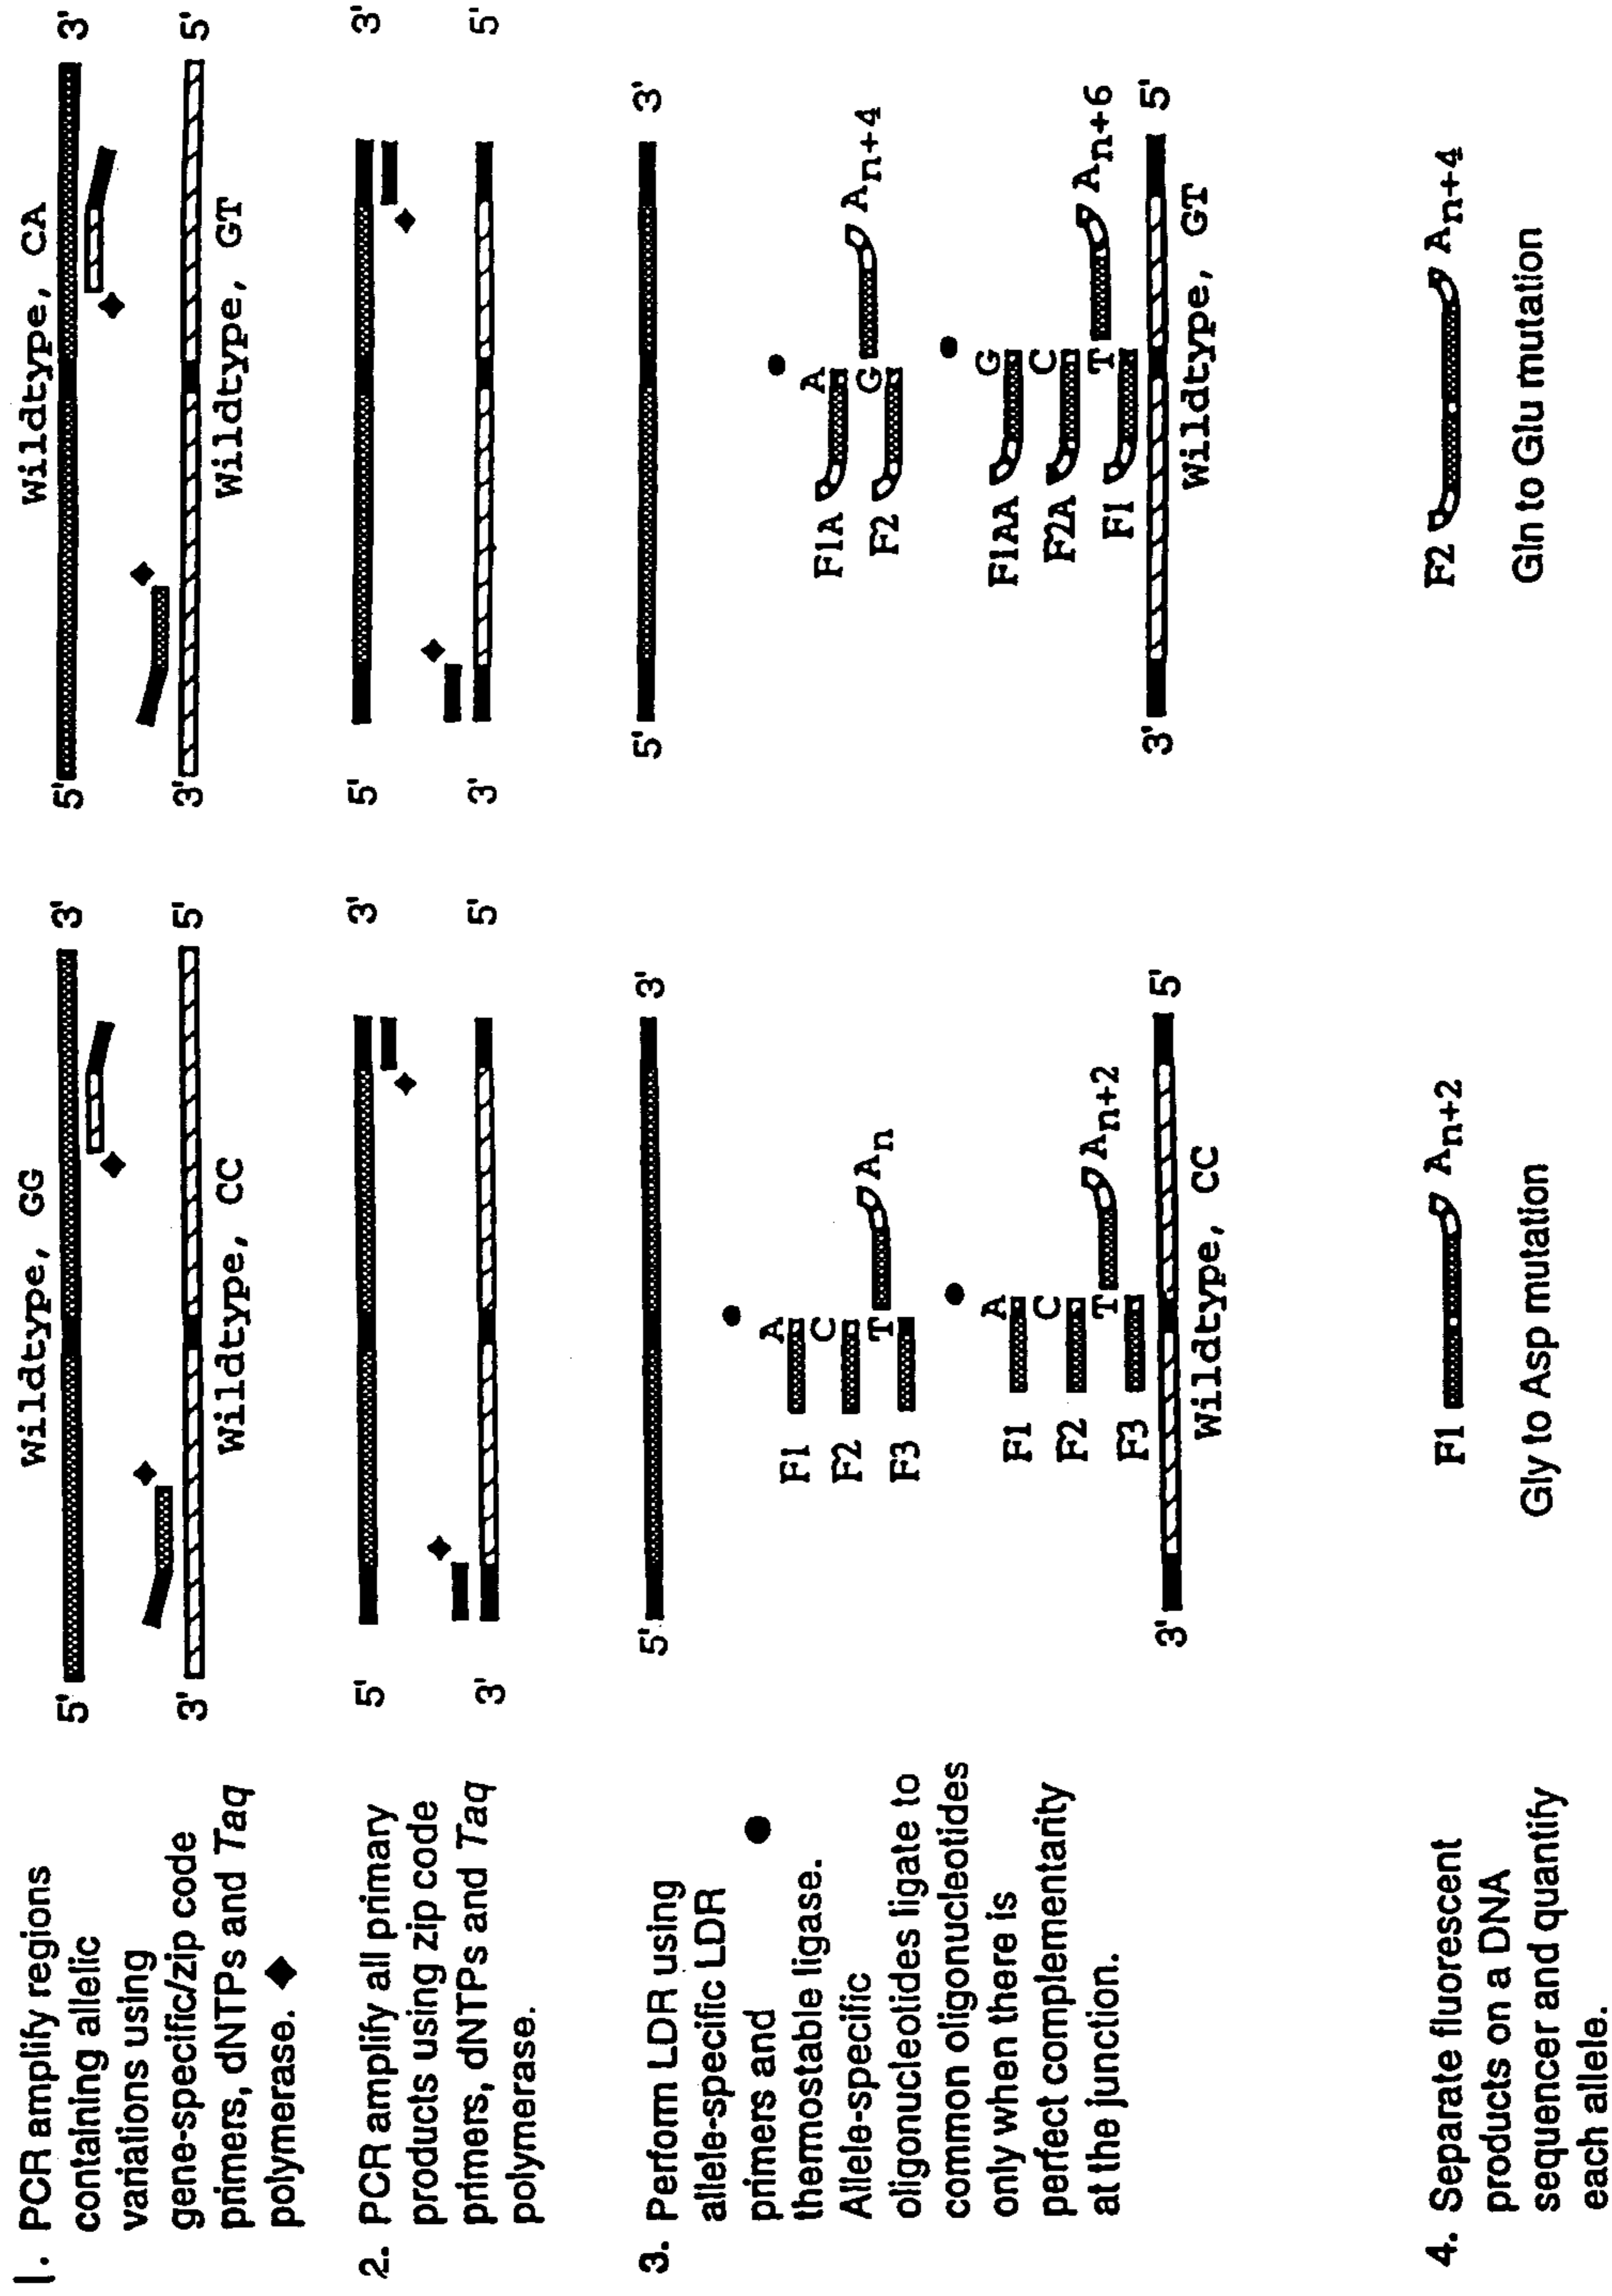 1. PCR amplify regions
containing allelic
variations using
gene-specific/zip code
primers, dNTPs and Taq
polymerase. ◆
Wildtype, GG
5' 3'
3' 5'
Wildtype, CC
Wildtype, CA
5' 3'
3' 5'
Wildtype, GT
2. PCR amplify all primary
products using zip code
primers, dNTPs and Taq
polymerase.
5' 3'
3' 5'
5' 3'
3' 5'
3. Perform LDR using
allele-specific LDR
primers and ●
thermostable ligase.
Allele-specific
oligonucleotides ligate to
common oligonucleotides
only when there is
perfect complementarity
at the junction.
5' 3'
F1 A
F2 C
F3 T An
F1 A
F2 C
F3 T An+2
3' 5'
Wildtype, CC
5' 3'
F1A A
F2 G An+4
F1AA G
F2A C
F1 T An+6
3' 5'
Wildtype, GT
4. Separate fluorescent
products on a DNA
sequencer and quantify
each allele.
F1 An+2
Gly to Asp mutation
F2 An+4
Gln to Glu mutation